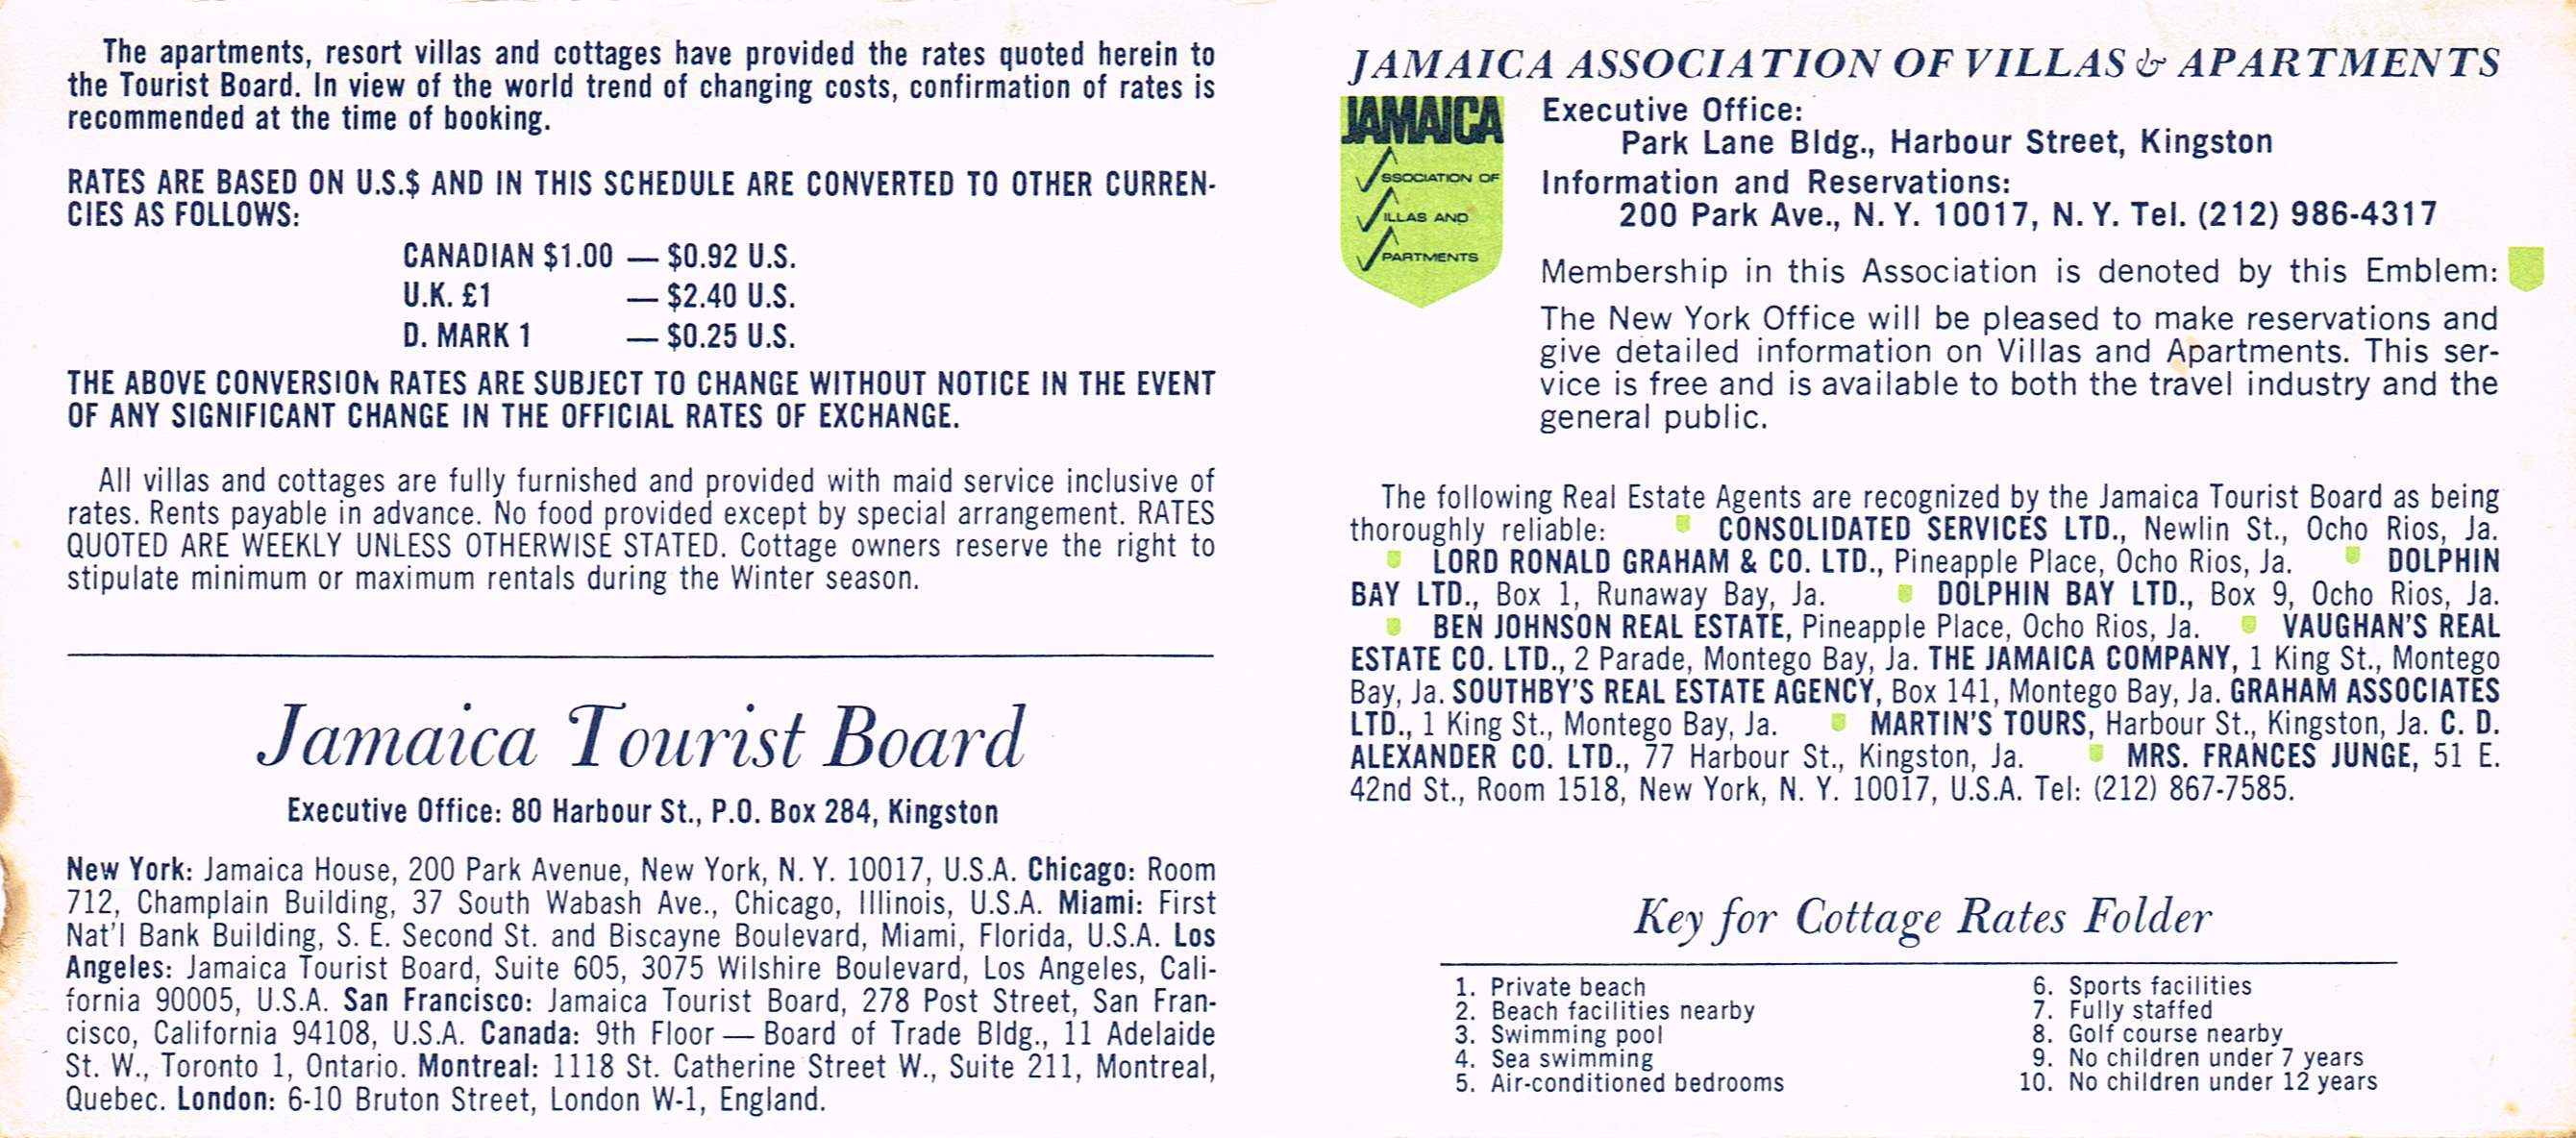 The apartments, resort villas and cottages have provided the rates quoted herein to
the Tourist Board. In view of the world trend of changing costs, confirmation of rates is
recommended at the time of booking.
RATES ARE BASED ON U.S.$ AND IN THIS SCHEDULE ARE CONVERTED TO OTHER CURREN-
CIES AS FOLLOWS:
CANADIAN $1.00 — $0.92 U.S.
U.K. £1 — $2.40 U.S.
D. MARK 1 — $0.25 U.S.
THE ABOVE CONVERSION RATES ARE SUBJECT TO CHANGE WITHOUT NOTICE IN THE EVENT
OF ANY SIGNIFICANT CHANGE IN THE OFFICIAL RATES OF EXCHANGE.
All villas and cottages are fully furnished and provided with maid service inclusive of
rates. Rents payable in advance. No food provided except by special arrangement. RATES
QUOTED ARE WEEKLY UNLESS OTHERWISE STATED. Cottage owners reserve the right to
stipulate minimum or maximum rentals during the Winter season.
Jamaica Tourist Board
Executive Office: 80 Harbour St., P.O. Box 284, Kingston
New York: Jamaica House, 200 Park Avenue, New York, N. Y. 10017, U.S.A. Chicago: Room
712, Champlain Building, 37 South Wabash Ave., Chicago, Illinois, U.S.A. Miami: First
Nat'l Bank Building, S. E. Second St. and Biscayne Boulevard, Miami, Florida, U.S.A. Los
Angeles: Jamaica Tourist Board, Suite 605, 3075 Wilshire Boulevard, Los Angeles, Cali-
fornia 90005, U.S.A. San Francisco: Jamaica Tourist Board, 278 Post Street, San Fran-
cisco, California 94108, U.S.A. Canada: 9th Floor — Board of Trade Bldg., 11 Adelaide
St. W., Toronto 1, Ontario. Montreal: 1118 St. Catherine Street W., Suite 211, Montreal,
Quebec. London: 6-10 Bruton Street, London W-1, England.
JAMAICA ASSOCIATION OF VILLAS & APARTMENTS
JAMAICA
ASSOCIATION OF
VILLAS AND
APARTMENTS
Executive Office:
Park Lane Bldg., Harbour Street, Kingston
Information and Reservations:
200 Park Ave., N. Y. 10017, N. Y. Tel. (212) 986-4317
Membership in this Association is denoted by this Emblem:
The New York Office will be pleased to make reservations and
give detailed information on Villas and Apartments. This ser-
vice is free and is available to both the travel industry and the
general public.
The following Real Estate Agents are recognized by the Jamaica Tourist Board as being
thoroughly reliable: CONSOLIDATED SERVICES LTD., Newlin St., Ocho Rios, Ja.
LORD RONALD GRAHAM & CO. LTD., Pineapple Place, Ocho Rios, Ja. DOLPHIN
BAY LTD., Box 1, Runaway Bay, Ja. DOLPHIN BAY LTD., Box 9, Ocho Rios, Ja.
BEN JOHNSON REAL ESTATE, Pineapple Place, Ocho Rios, Ja. VAUGHAN'S REAL
ESTATE CO. LTD., 2 Parade, Montego Bay, Ja. THE JAMAICA COMPANY, 1 King St., Montego
Bay, Ja. SOUTHBY'S REAL ESTATE AGENCY, Box 141, Montego Bay, Ja. GRAHAM ASSOCIATES
LTD., 1 King St., Montego Bay, Ja. MARTIN'S TOURS, Harbour St., Kingston, Ja. C. D.
ALEXANDER CO. LTD., 77 Harbour St., Kingston, Ja. MRS. FRANCES JUNGE, 51 E.
42nd St., Room 1518, New York, N. Y. 10017, U.S.A. Tel: (212) 867-7585.
Key for Cottage Rates Folder
1. Private beach
2. Beach facilities nearby
3. Swimming pool
4. Sea swimming
5. Air-conditioned bedrooms
6. Sports facilities
7. Fully staffed
8. Golf course nearby
9. No children under 7 years
10. No children under 12 years